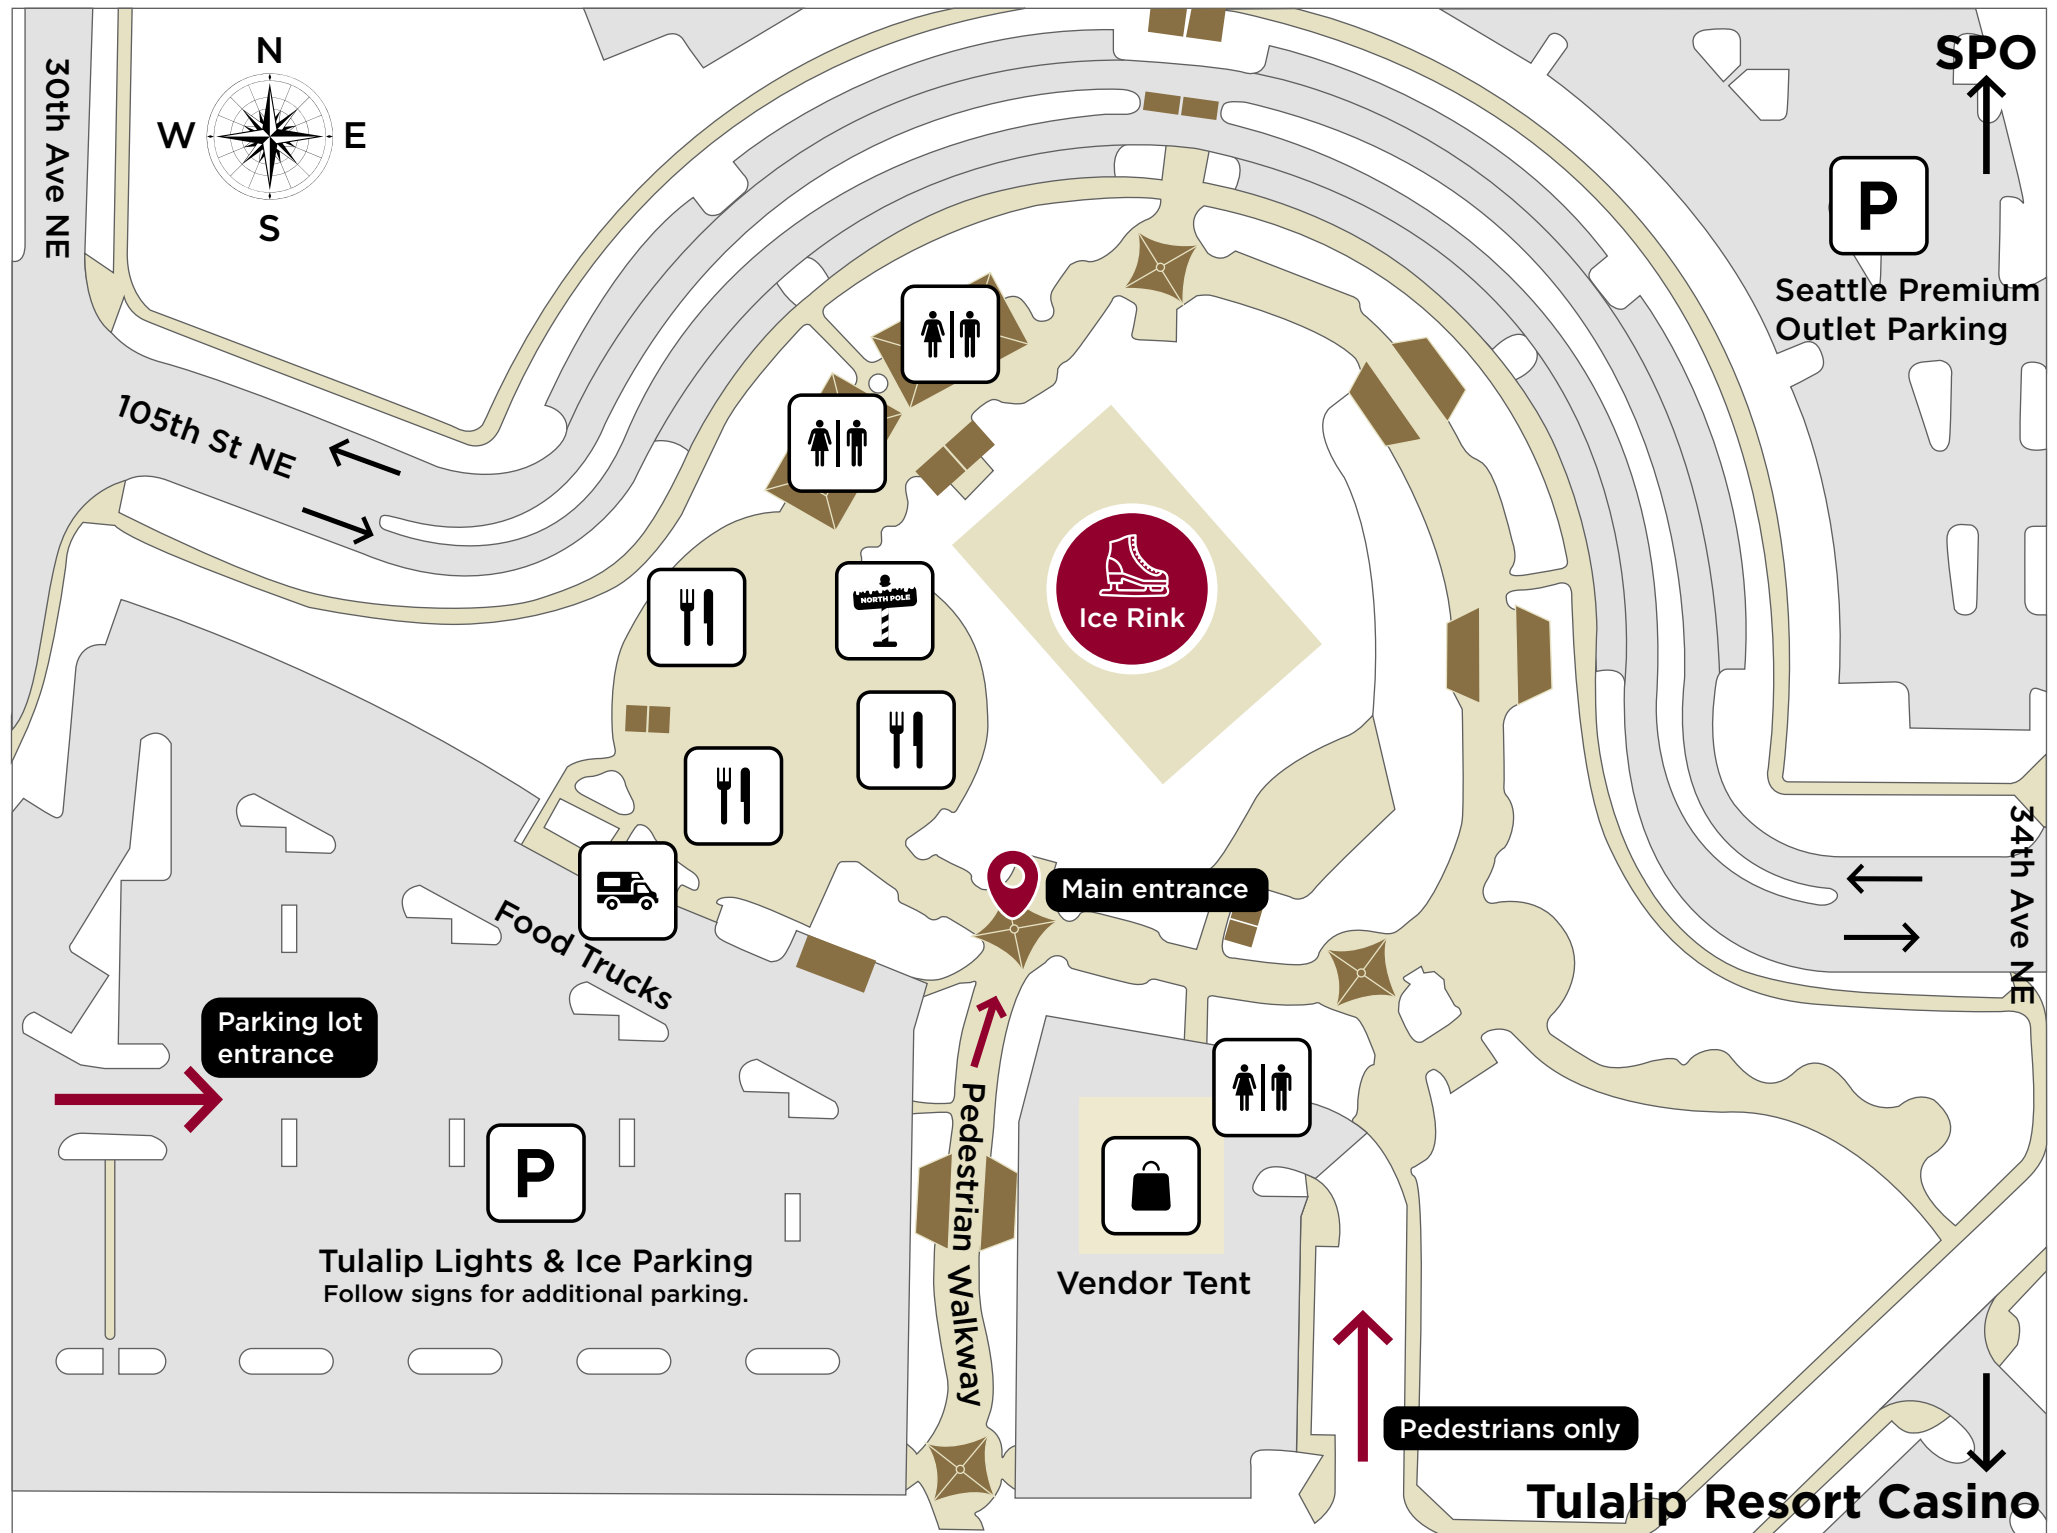 N
W
E
S
30th Ave NE
105th St NE
SPO
P
Seattle Premium
Outlet Parking
NORTH POLE
Ice Rink
Main entrance
34th Ave NE
Food Trucks
Parking lot
entrance
Pedestrian Walkway
P
Tulalip Lights & Ice Parking
Follow signs for additional parking.
Vendor Tent
Pedestrians only
Tulalip Resort Casino